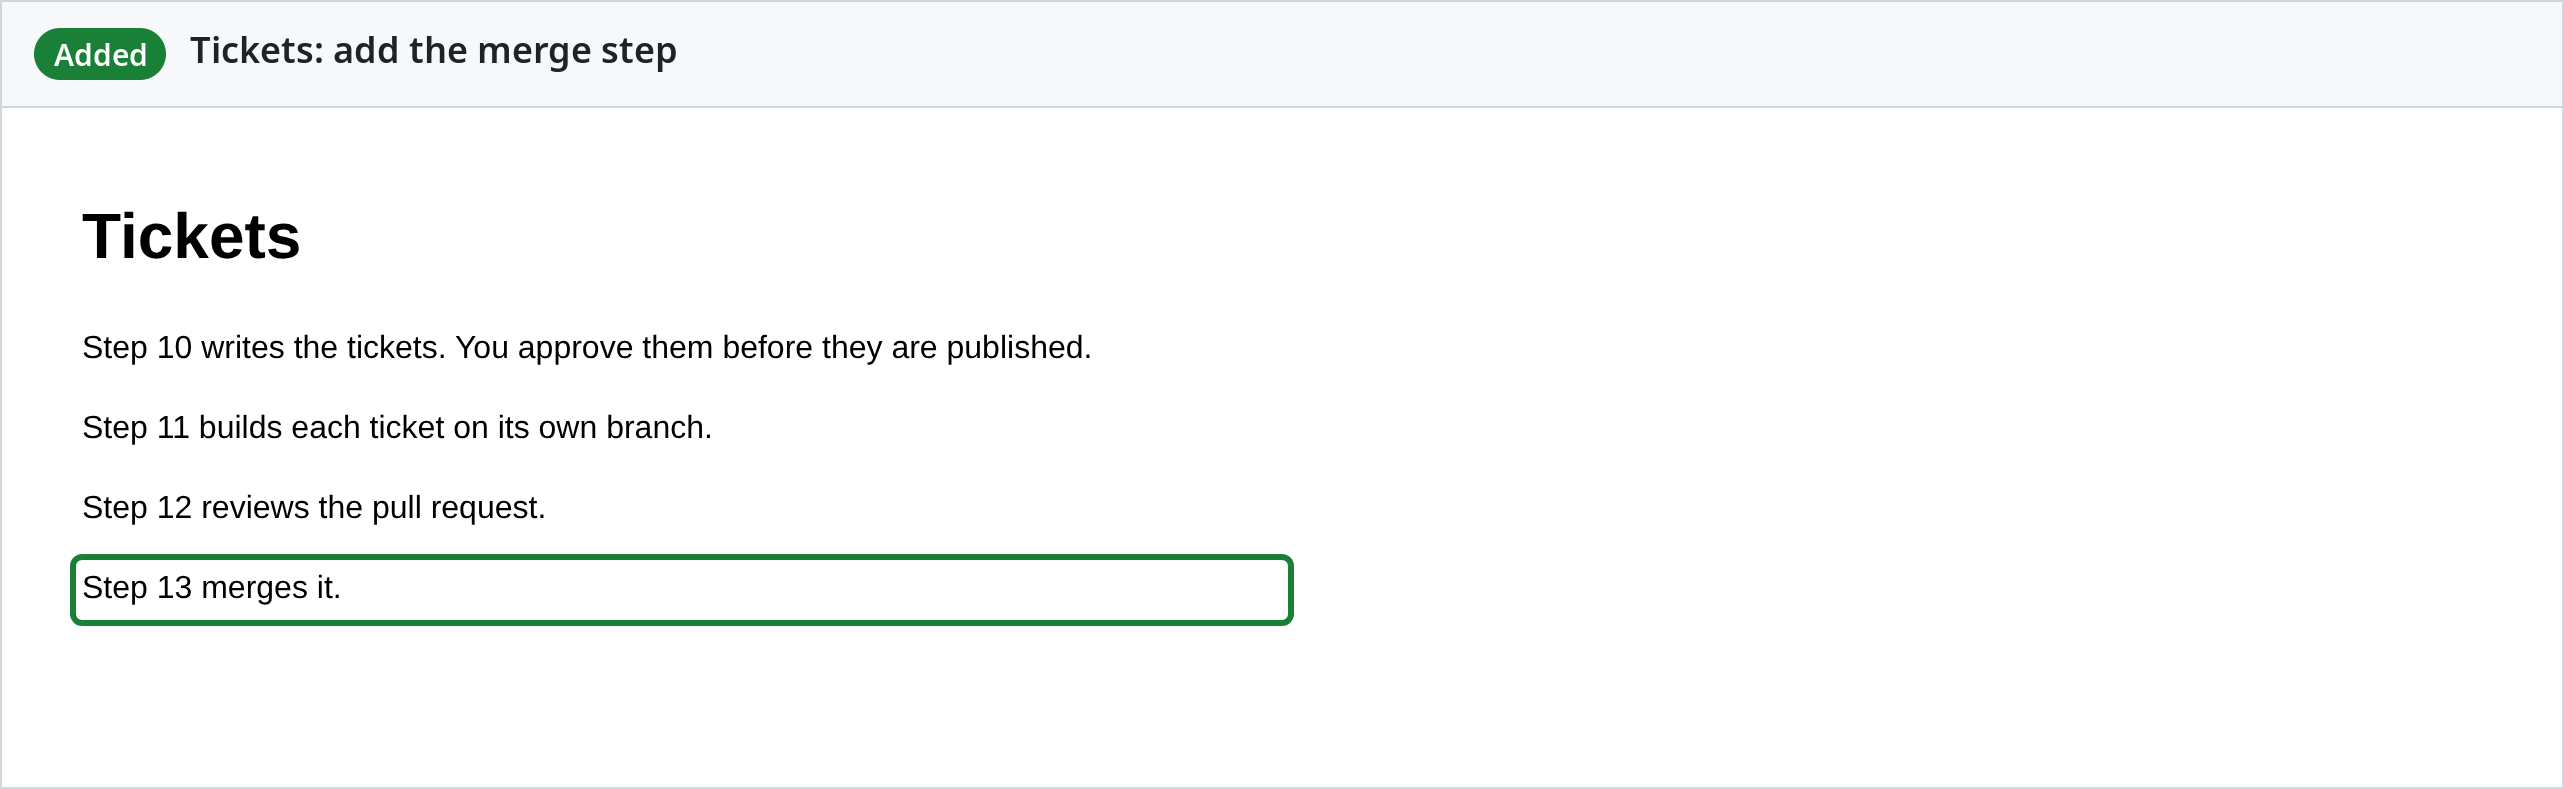 Added
Tickets: add the merge step
Tickets
Step 10 writes the tickets. You approve them before they are published.
Step 11 builds each ticket on its own branch.
Step 12 reviews the pull request.
Step 13 merges it.